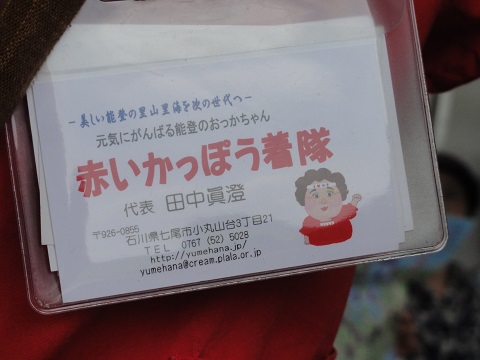 －美しい能登の里山里海を次の世代へ－
元気にがんばる能登のおっかちゃん
赤いかっぽう着隊
代表 田中眞澄
〒926-0866
石川県七尾市小丸山台3丁目21
TEL 0767 (52) 5028
http://yumehana.jp/
yumehana@cream.plala.or.jp